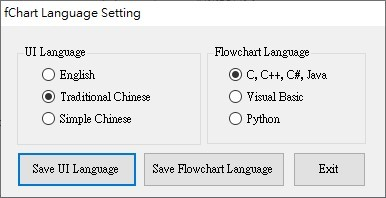 fChart Language Setting
UI Language
English
Traditional Chinese
Simple Chinese
Flowchart Language
C, C++, C#, Java
Visual Basic
Python
Save UI Language
Save Flowchart Language
Exit